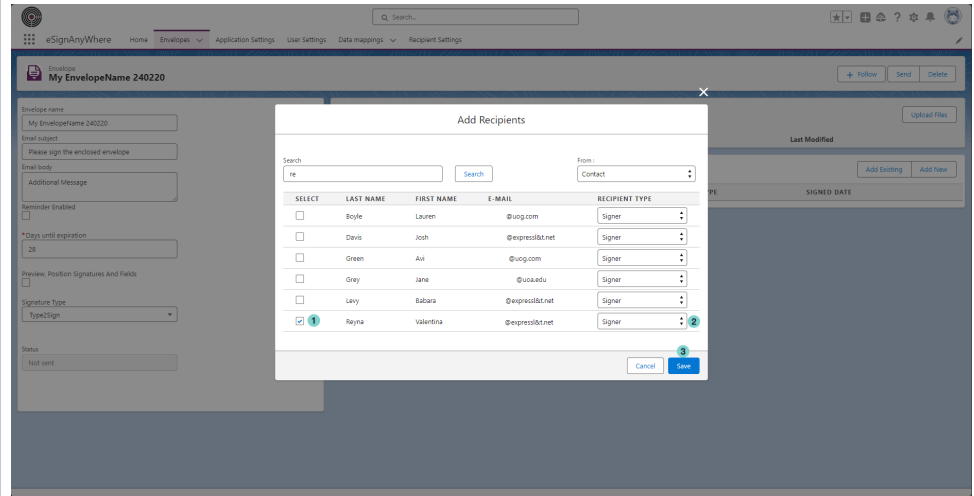 Search...
eSignAnyWhere Home Envelopes Application Settings User Settings Data mappings Recipient Settings
Envelope
My EnvelopeName 240220
+ Follow Send Delete
Envelope name
My EnvelopeName 240220
Email subject
Please sign the enclosed envelope
Email body
Additional Message
Reminder Enabled
*Days until expiration
28
Preview, Position Signatures And Fields
Signature Type
Type2Sign
Status
Not sent
Upload Files
Last Modified
Add Existing Add New
PE SIGNED DATE
Add Recipients
Search From :
re Search Contact
SELECT LAST NAME FIRST NAME E-MAIL RECIPIENT TYPE
Boyle Lauren @uog.com Signer
Davis Josh @expressl&t.net Signer
Green Avi @uog.com Signer
Grey Jane @uoa.edu Signer
Levy Babara @expressl&t.net Signer
1 Reyna Valentina @expressl&t.net Signer 2
3
Cancel Save